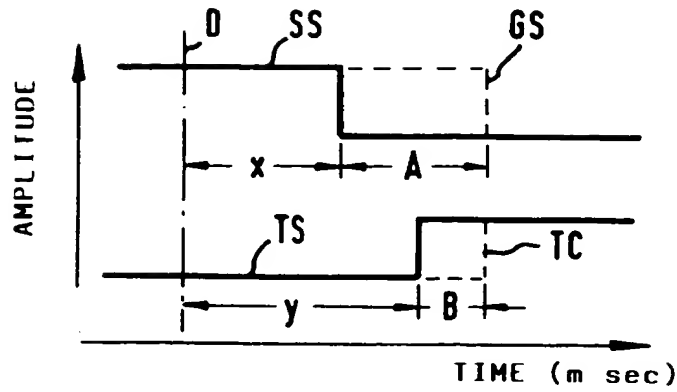 D SS GS
AMPLITUDE
x A
TS TC
y B
TIME (m sec)